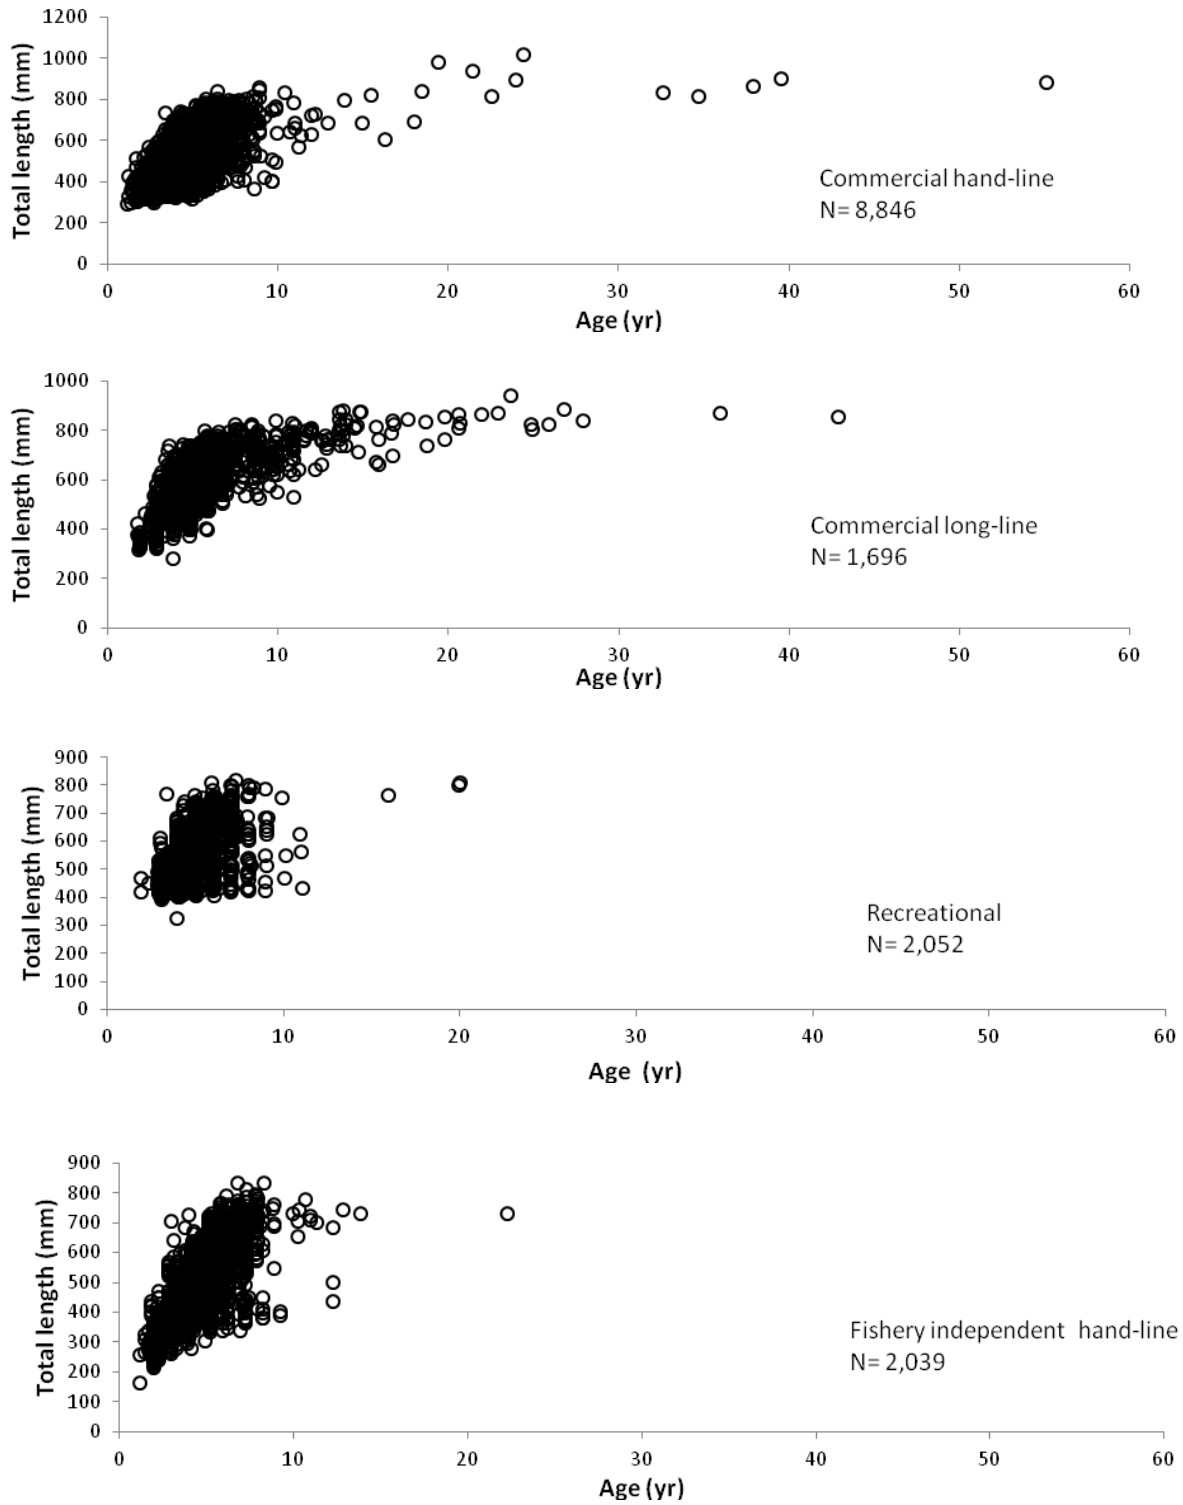 1200
1000
800
600
400
200
0
Total length (mm)
Commercial hand-line
N= 8,846
0 10 20 30 40 50 60
Age (yr)
1000
800
600
400
200
0
Total length (mm)
Commercial long-line
N= 1,696
0 10 20 30 40 50 60
Age (yr)
900
800
700
600
500
400
300
200
100
0
Total length (mm)
Recreational
N= 2,052
0 10 20 30 40 50 60
Age (yr)
900
800
700
600
500
400
300
200
100
0
Total length (mm)
Fishery independent hand-line
N= 2,039
0 10 20 30 40 50 60
Age (yr)